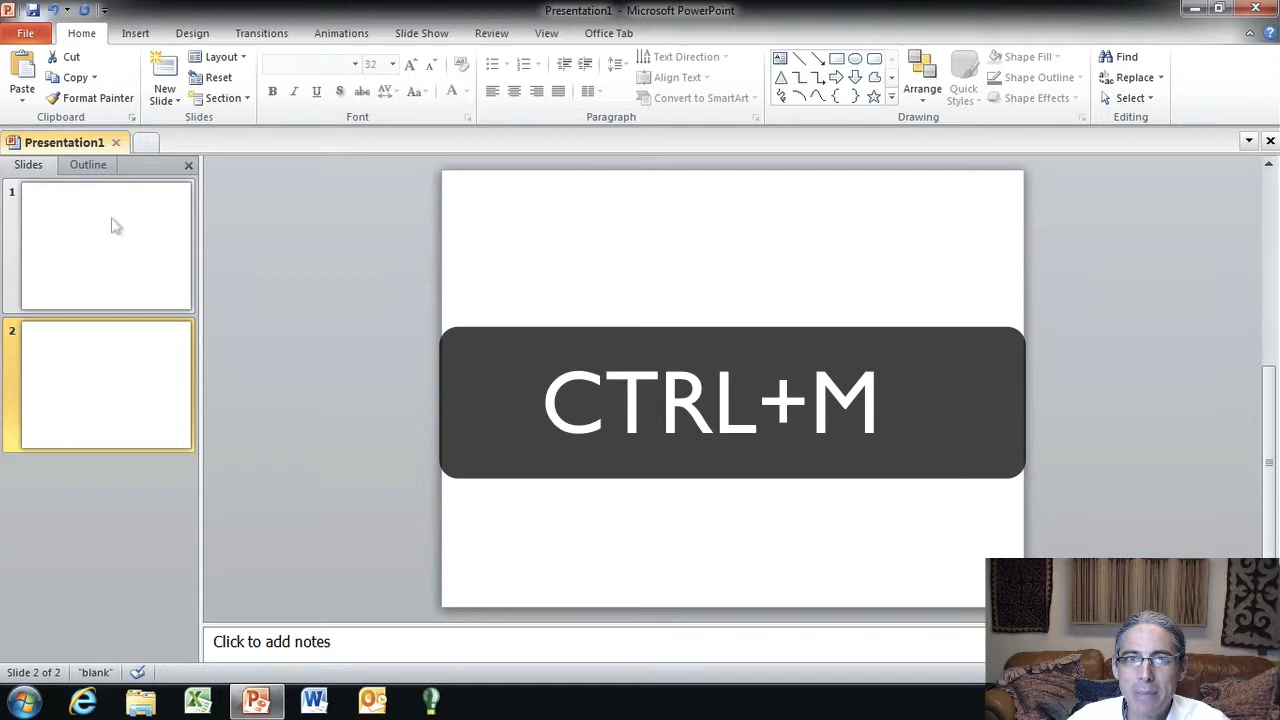 Presentation1 - Microsoft PowerPoint
File Home Insert Design Transitions Animations Slide Show Review View Office Tab
Paste
Cut
Copy
Format Painter
Clipboard
New
Slide
Layout
Reset
Section
Slides
32
B I U S abc AV Aa A
Font
Text Direction
Align Text
Convert to SmartArt
Paragraph
Arrange
Quick
Styles
Shape Fill
Shape Outline
Shape Effects
Drawing
Find
Replace
Select
Editing
Presentation1
Slides Outline
1
2
CTRL+M
Click to add notes
Slide 2 of 2 "blank"